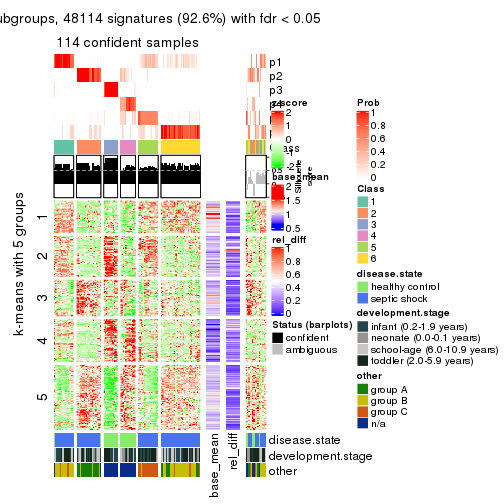 ubgroups, 48114 signatures (92.6%) with fdr < 0.05
114 confident samples
p1
p2
p3
z-score
2
1
0
-2
Prob
1
0.8
0.6
0.4
0.2
0
Silhouette
score
base_mean
2
1.5
1
0.5
Class
1
2
3
4
5
6
rel_diff
1
0.8
0.6
0.4
0.2
0
disease.state
healthy control
septic shock
Status (barplots)
confident
ambiguous
development.stage
infant (0.2-1.9 years)
neonate (0.0-0.1 years)
school-age (6.0-10.9 years)
toddler (2.0-5.9 years)
other
group A
group B
group C
n/a
k-means with 5 groups
1
2
3
4
5
disease.state
development.stage
other
base_mean
rel_diff